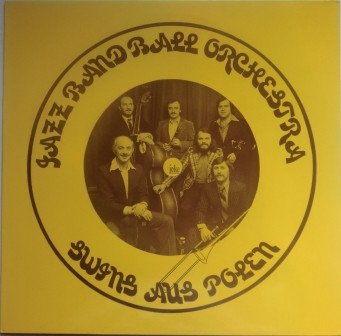 JAZZ BAND BALL ORCHESTRA
SWING AUS POLEN